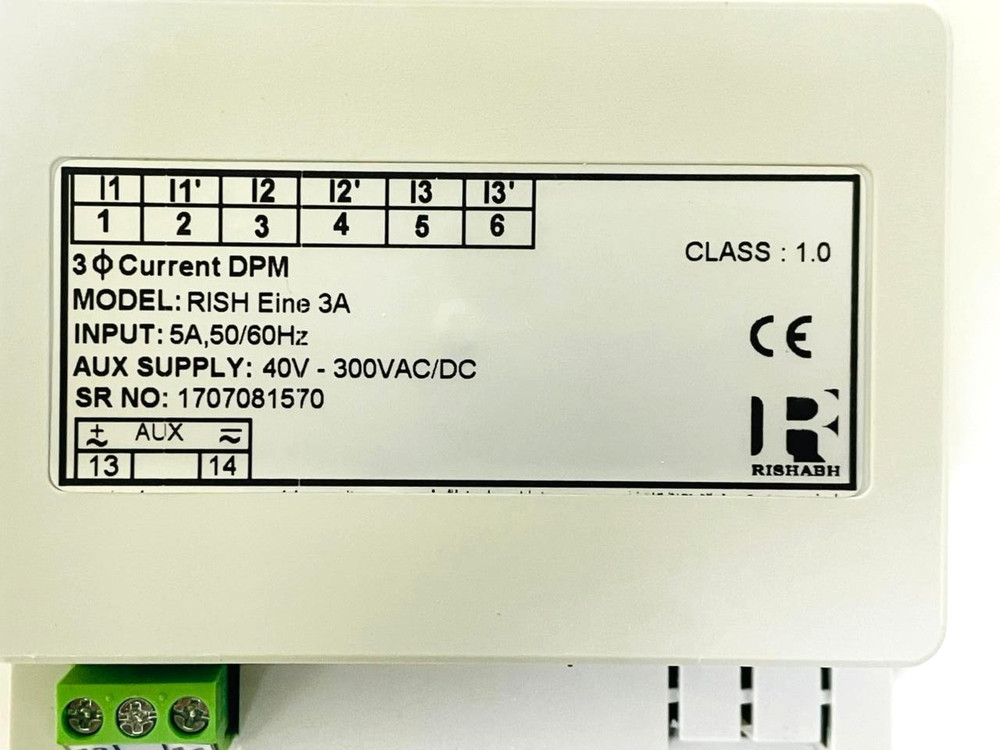 I1 I1' I2 I2' I3 I3'
1 2 3 4 5 6
3 ϕ Current DPM
CLASS : 1.0
MODEL: RISH Eine 3A
INPUT: 5A,50/60Hz
AUX SUPPLY: 40V - 300VAC/DC
SR NO: 1707081570
CE
+ AUX -
13 14
R
RISHABH